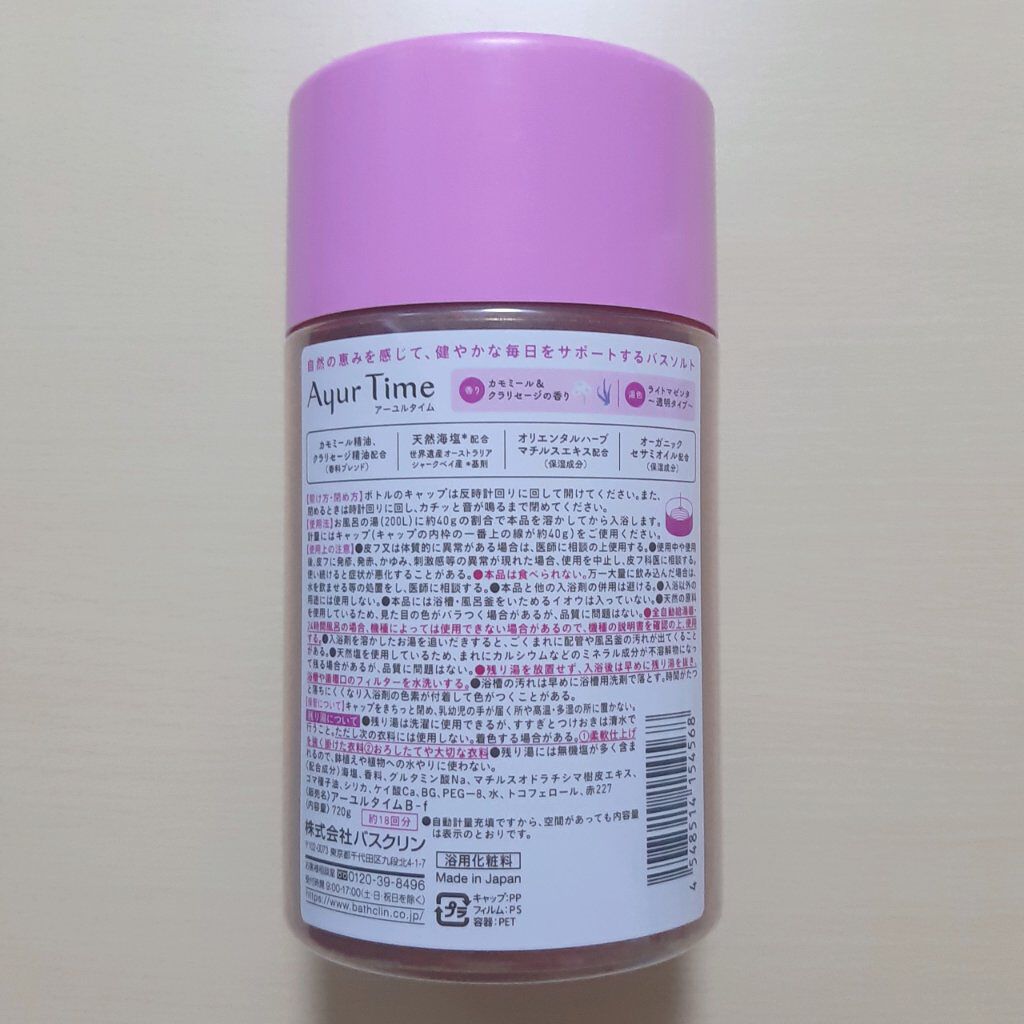 自然の恵みを感じて、健やかな毎日をサポートするバスソルト
Ayur Time
アーユルタイム
香り カモミール&
クラリセージの香り
湯色 ライトマゼンタ
〜透明タイプ〜
カモミール精油、
クラリセージ精油配合
(香料ブレンド)
天然海塩*配合
世界遺産オーストラリア
シャークベイ産 *基剤
オリエンタルハーブ
マチルスエキス配合
(保湿成分)
オーガニック
セサミオイル配合
(保湿成分)
【開け方・閉め方】ボトルのキャップは反時計回りに回して開けてください。また、
閉めるときは時計回りに回し、カチッと音が鳴るまで閉めてください。
【使用法】お風呂の湯(200L)に約40gの割合で本品を溶かしてから入浴します。
計量にはキャップ(キャップの内枠の一番上の線が約40g)をご使用ください。
【使用上の注意】●皮フ又は体質的に異常がある場合は、医師に相談の上使用する。●使用中や使用
後、皮フに発疹、発赤、かゆみ、刺激感等の異常が現れた場合、使用を中止し、皮フ科医に相談する。
使い続けると症状が悪化することがある。●本品は食べられない。万一大量に飲み込んだ場合は、
水を飲ませる等の処置をし、医師に相談する。●本品と他の入浴剤の併用は避ける。●入浴以外の
用途には使用しない。●本品には浴槽・風呂釜をいためるイオウは入っていない。●天然の原料
を使用しているため、見た目の色がバラつく場合があるが、品質に問題はない。●全自動給湯器・
24時間風呂の場合、機種によっては使用できない場合があるので、機種の説明書を確認の上、使用
する。●入浴剤を溶かしたお湯を追いだきすると、ごくまれに配管や風呂釜の汚れが出てくること
がある。●天然塩を使用しているため、まれにカルシウムなどのミネラル成分が不溶解物になっ
て残る場合があるが、品質に問題はない。●残り湯を放置せず、入浴後は早めに残り湯を抜き、
浴槽や循環口のフィルターを水洗いする。●浴槽の汚れは早めに浴槽用洗剤で落とす。時間がたつ
と落ちにくくなり入浴剤の色素が付着して色がつくことがある。
【保管について】キャップをきちっと閉め、乳幼児の手が届く所や高温・多湿の所に置かない。
残り湯について ●残り湯は洗濯に使用できるが、すすぎとつけおきは清水で
行うこと。ただし次の衣料には使用しない。着色する場合がある。①柔軟仕上げ
を強く掛けた衣料②おろしたてや大切な衣料●残り湯には無機塩が多く含ま
れるので、鉢植えや植物への水やりに使わない。
〈配合成分〉海塩、香料、グルタミン酸Na、マチルスオドラチシマ樹皮エキス、
ゴマ種子油、シリカ、ケイ酸Ca、BG、PEG-8、水、トコフェロール、赤227
〈販売名〉アーユルタイムB-f
〈内容量〉720g 約18回分
●自動計量充填ですから、空間があっても内容量
は表示のとおりです。
株式会社バスクリン
〒102-0073 東京都千代田区九段北4-1-7
お客様相談室 0120-39-8496
受付時間 9:00-17:00(土・日・祝日を除く)
https://www.bathclin.co.jp/
浴用化粧料
Made in Japan
プラ
キャップ:PP
フィルム:PS
容器:PET
4 548514 154568